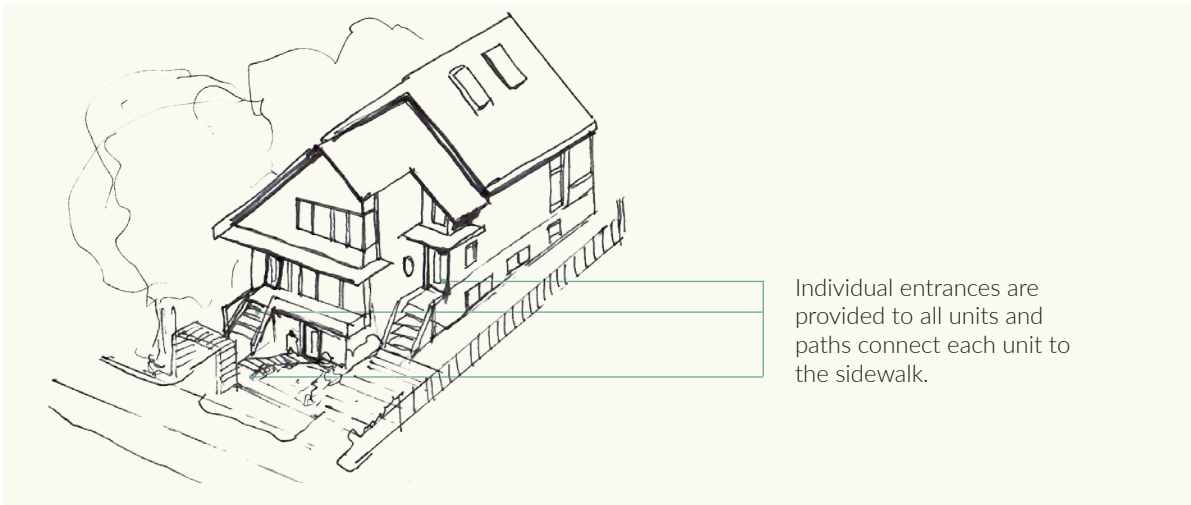 Individual entrances are
provided to all units and
paths connect each unit to
the sidewalk.